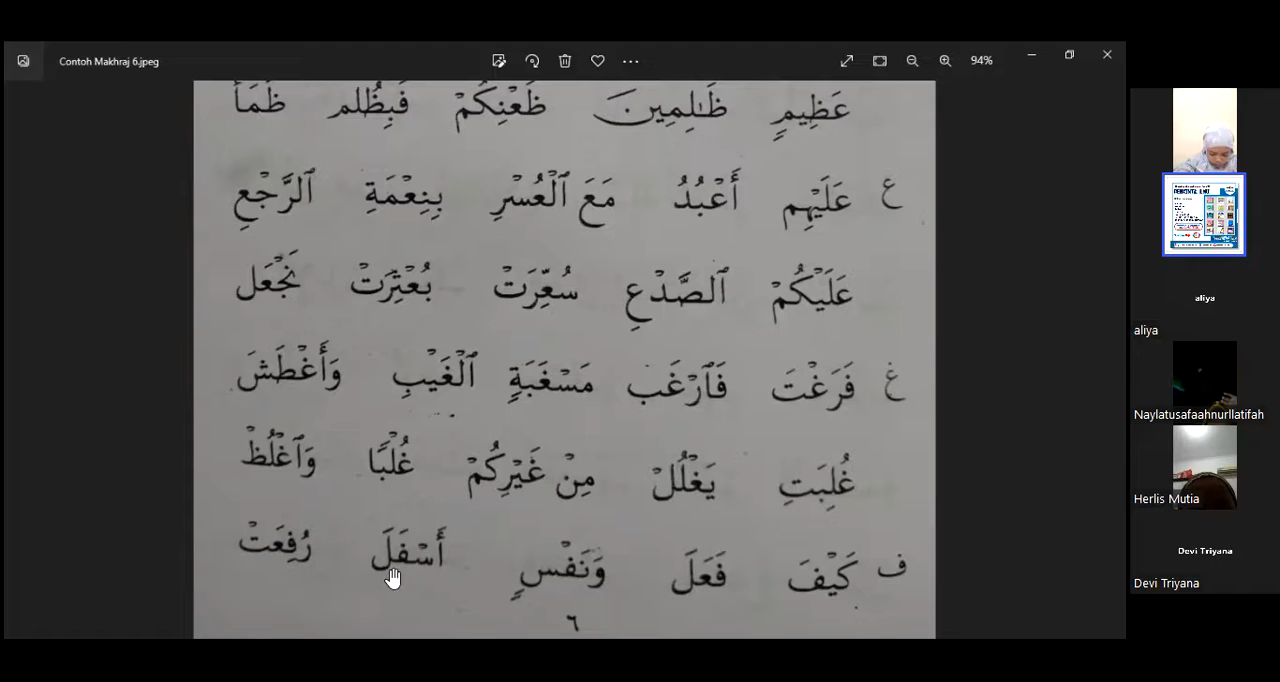 Contoh Makhraj 6.jpeg
94%
عَظِيمٍ ظَٰلِمِينَ ظَعْنِكُمْ فَبِظُلم ظَمَأ
ع عَلَيْهِم أَعْبُدُ مَعَ ٱلْعُسْرِ بِنِعْمَةِ ٱلرَّجْعِ
عَلَيْكُمْ ٱلصَّدْعِ سُعِّرَتْ بُعْثِرَتْ نَجْعَل
غ فَرَغْتَ فَٱرْغَب مَسْغَبَةٍ ٱلْغَيْبِ وَأَغْطَشَ
غُلِبَتِ يَغْلُلْ مِنْ غَيْرِكُمْ غُلْبًا وَٱغْلُظْ
ف كَيْفَ فَعَلَ وَنَفْسٍ أَسْفَلَ رُفِعَتْ
٦
aliya
aliya
Naylatusafaahnurllatifah
Herlis Mutia
Devi Triyana
Devi Triyana